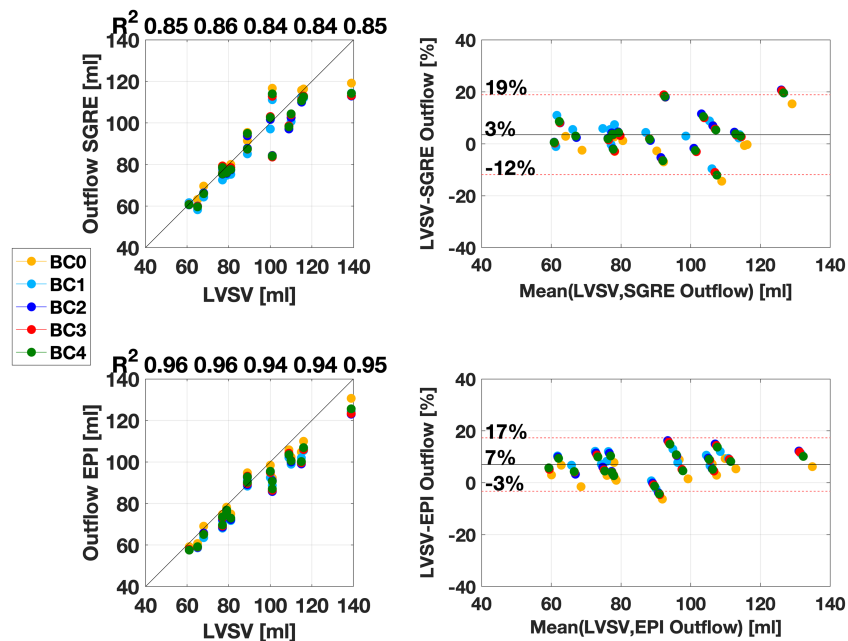 R² 0.85 0.86 0.84 0.84 0.85
140
120
100
80
60
40
Outflow SGRE [ml]
40 60 80 100 120 140
LVSV [ml]
40
20
0
-20
-40
LVSV-SGRE Outflow [%]
19%
3%
-12%
40 60 80 100 120 140
Mean(LVSV,SGRE Outflow) [ml]
BC0
BC1
BC2
BC3
BC4
R² 0.96 0.96 0.94 0.94 0.95
140
120
100
80
60
40
Outflow EPI [ml]
40 60 80 100 120 140
LVSV [ml]
40
20
0
-20
-40
LVSV-EPI Outflow [%]
17%
7%
-3%
40 60 80 100 120 140
Mean(LVSV,EPI Outflow) [ml]